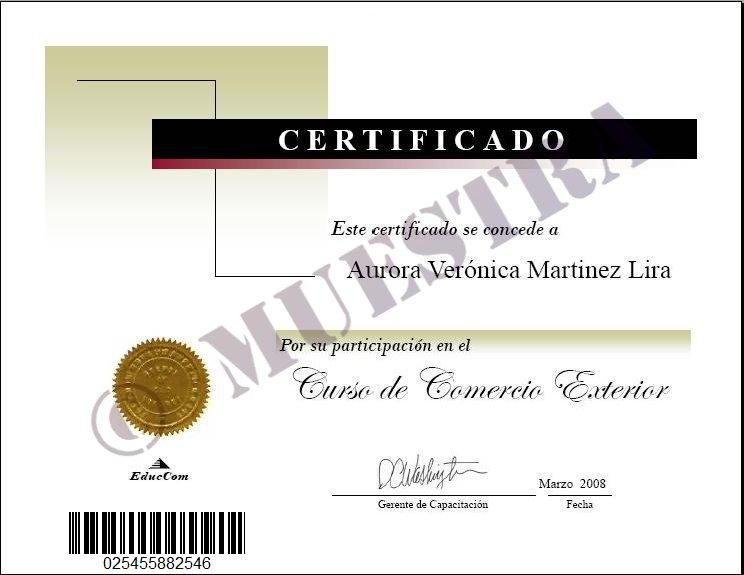 CERTIFICADO
Este certificado se concede a
Aurora Verónica Martinez Lira
© MUESTRA
Por su participación en el
Curso de Comercio Exterior
EducCom
Marzo 2008
Gerente de Capacitación
Fecha
025455882546